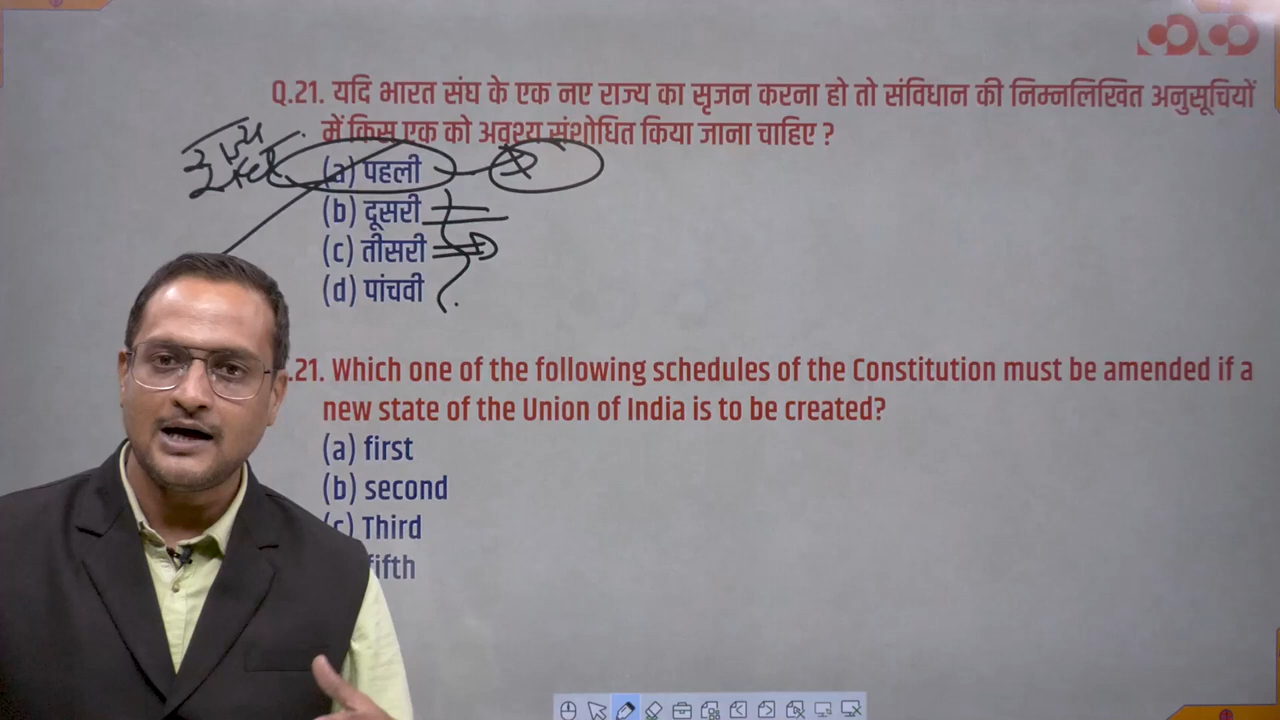 Q.21. यदि भारत संघ के एक नए राज्य का सृजन करना हो तो संविधान की निम्नलिखित अनुसूचियों
में किस एक को अवश्य संशोधित किया जाना चाहिए ?
(a) पहली
(b) दूसरी
(c) तीसरी
(d) पांचवी
.21. Which one of the following schedules of the Constitution must be amended if a
new state of the Union of India is to be created?
(a) first
(b) second
(c) Third
fifth